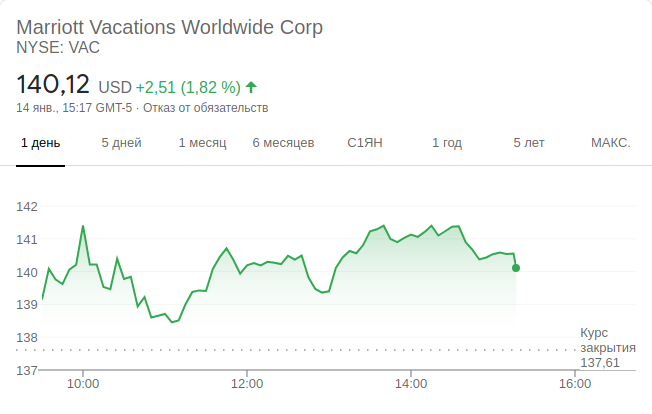 Marriott Vacations Worldwide Corp
NYSE: VAC
140,12 USD +2,51 (1,82 %)
14 янв., 15:17 GMT-5 · Отказ от обязательств
1 день 5 дней 1 месяц 6 месяцев С1ЯН 1 год 5 лет МАКС.
142
141
140
139
138
137
Курс
закрытия
137,61
10:00 12:00 14:00 16:00